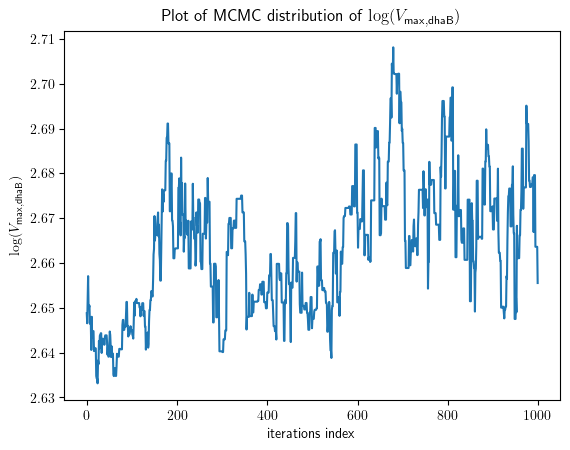 Plot of MCMC distribution of log(V_max,dhaB)
2.71
2.70
2.69
2.68
2.67
2.66
2.65
2.64
2.63
log(V_max,dhaB)
0 200 400 600 800 1000
iterations index